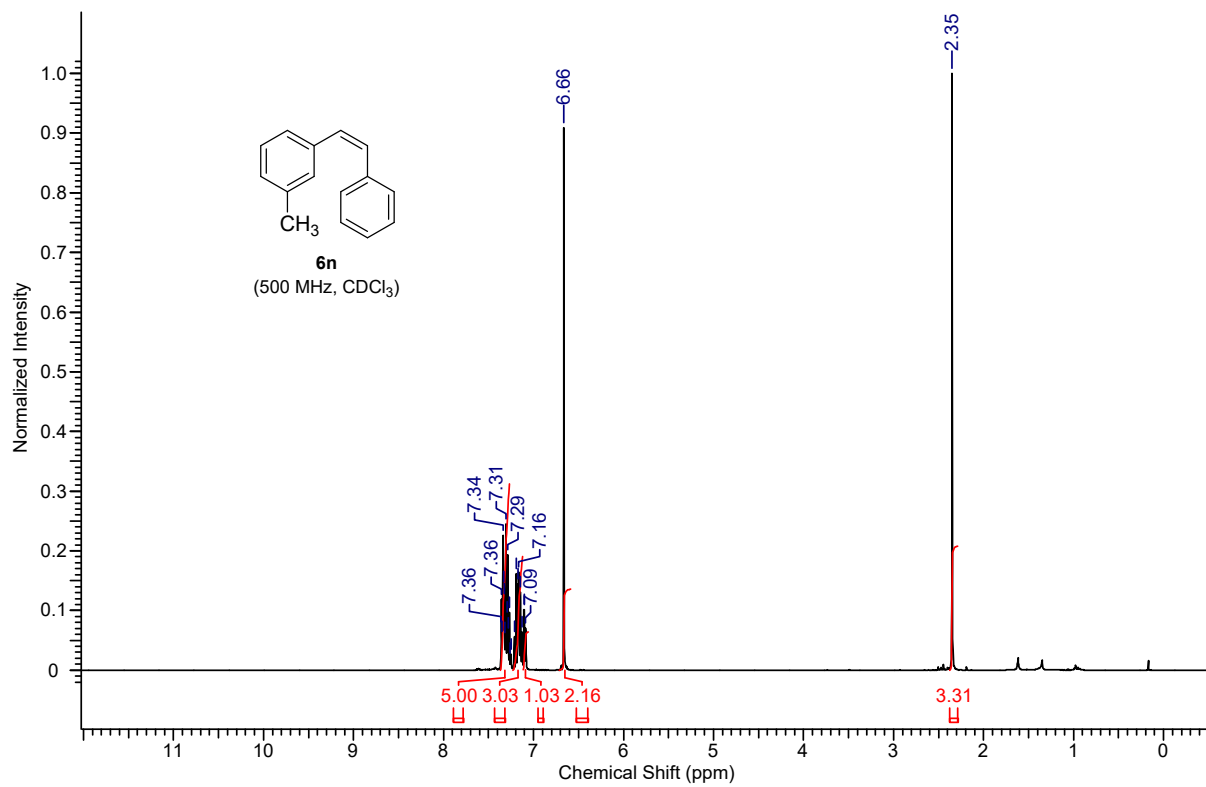 2.35
6.66
1.0
0.9
0.8
0.7
0.6
0.5
0.4
0.3
0.2
0.1
0
Normalized Intensity
CH3
6n
(500 MHz, CDCl3)
7.36
7.34
7.36
7.31
7.29
7.09
7.16
5.00 3.03 1.03 2.16 3.31
11 10 9 8 7 6 5 4 3 2 1 0
Chemical Shift (ppm)